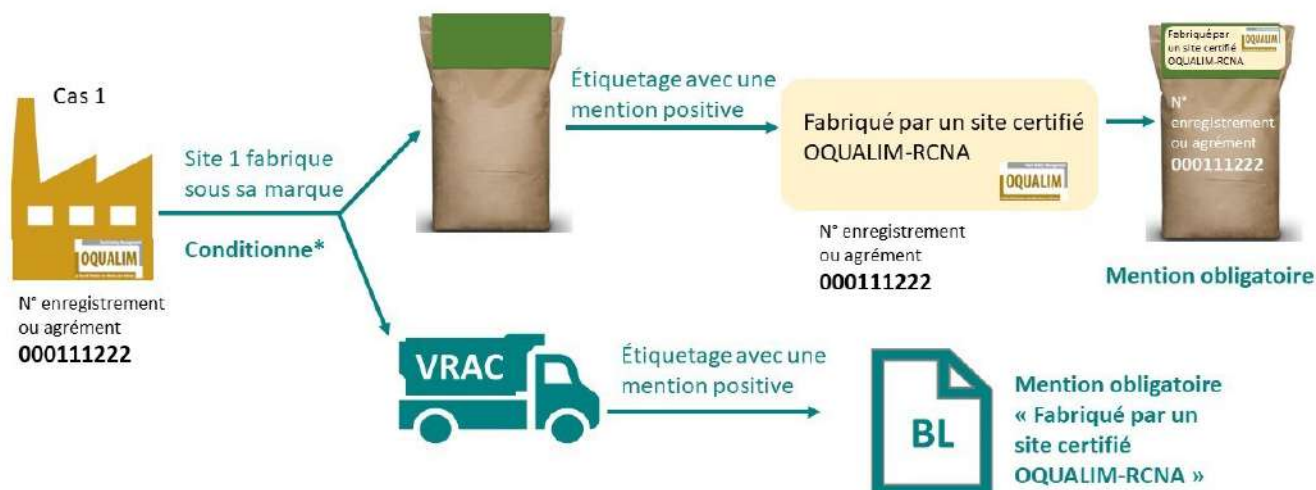 Cas 1
Site 1 fabrique
sous sa marque
Conditionne*
OQUALIM
N° enregistrement
ou agrément
000111222
Étiquetage avec une
mention positive
Fabriqué par un site certifié
OQUALIM-RCNA
OQUALIM
N° enregistrement
ou agrément
000111222
Fabriqué par
un site certifié
OQUALIM-RCNA
OQUALIM
N°
enregistrement
ou agrément
000111222
Mention obligatoire
VRAC
Étiquetage avec une
mention positive
BL
Mention obligatoire
« Fabriqué par un
site certifié
OQUALIM-RCNA »